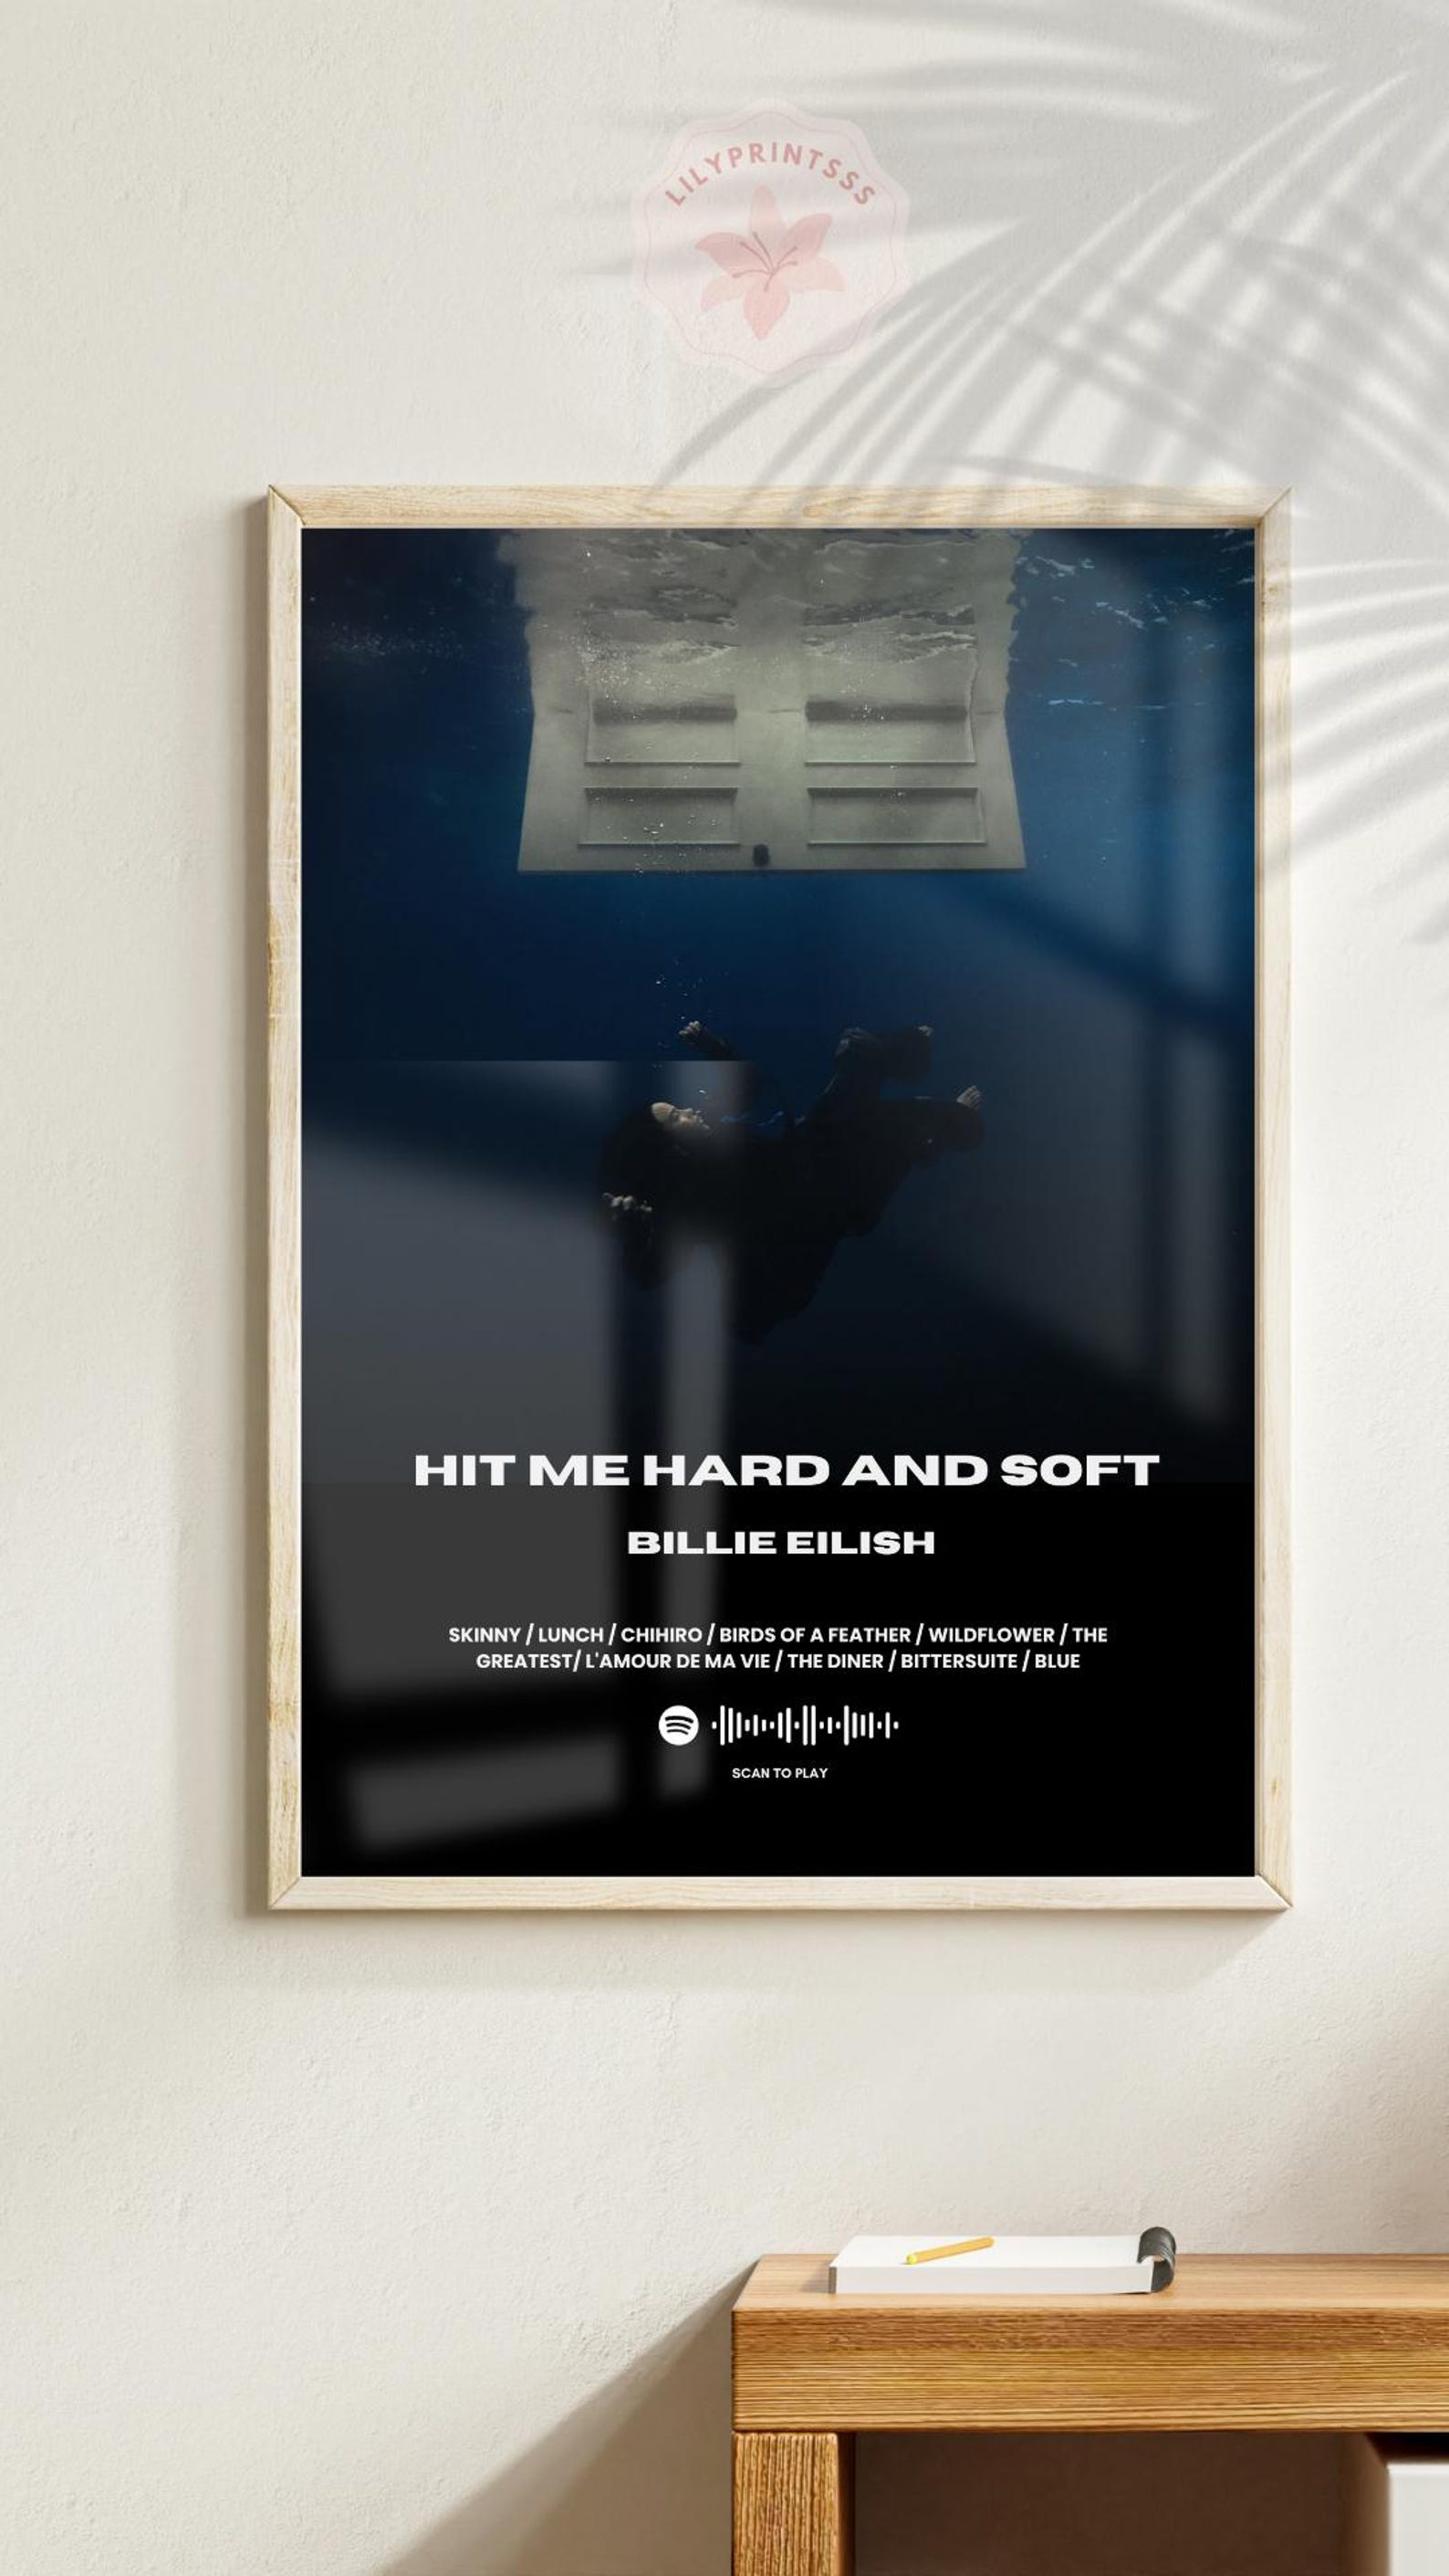 LILYPRINTSSS
HIT ME HARD AND SOFT
BILLIE EILISH
SKINNY / LUNCH / CHIHIRO / BIRDS OF A FEATHER / WILDFLOWER / THE
GREATEST/ L'AMOUR DE MA VIE / THE DINER / BITTERSUITE / BLUE
SCAN TO PLAY